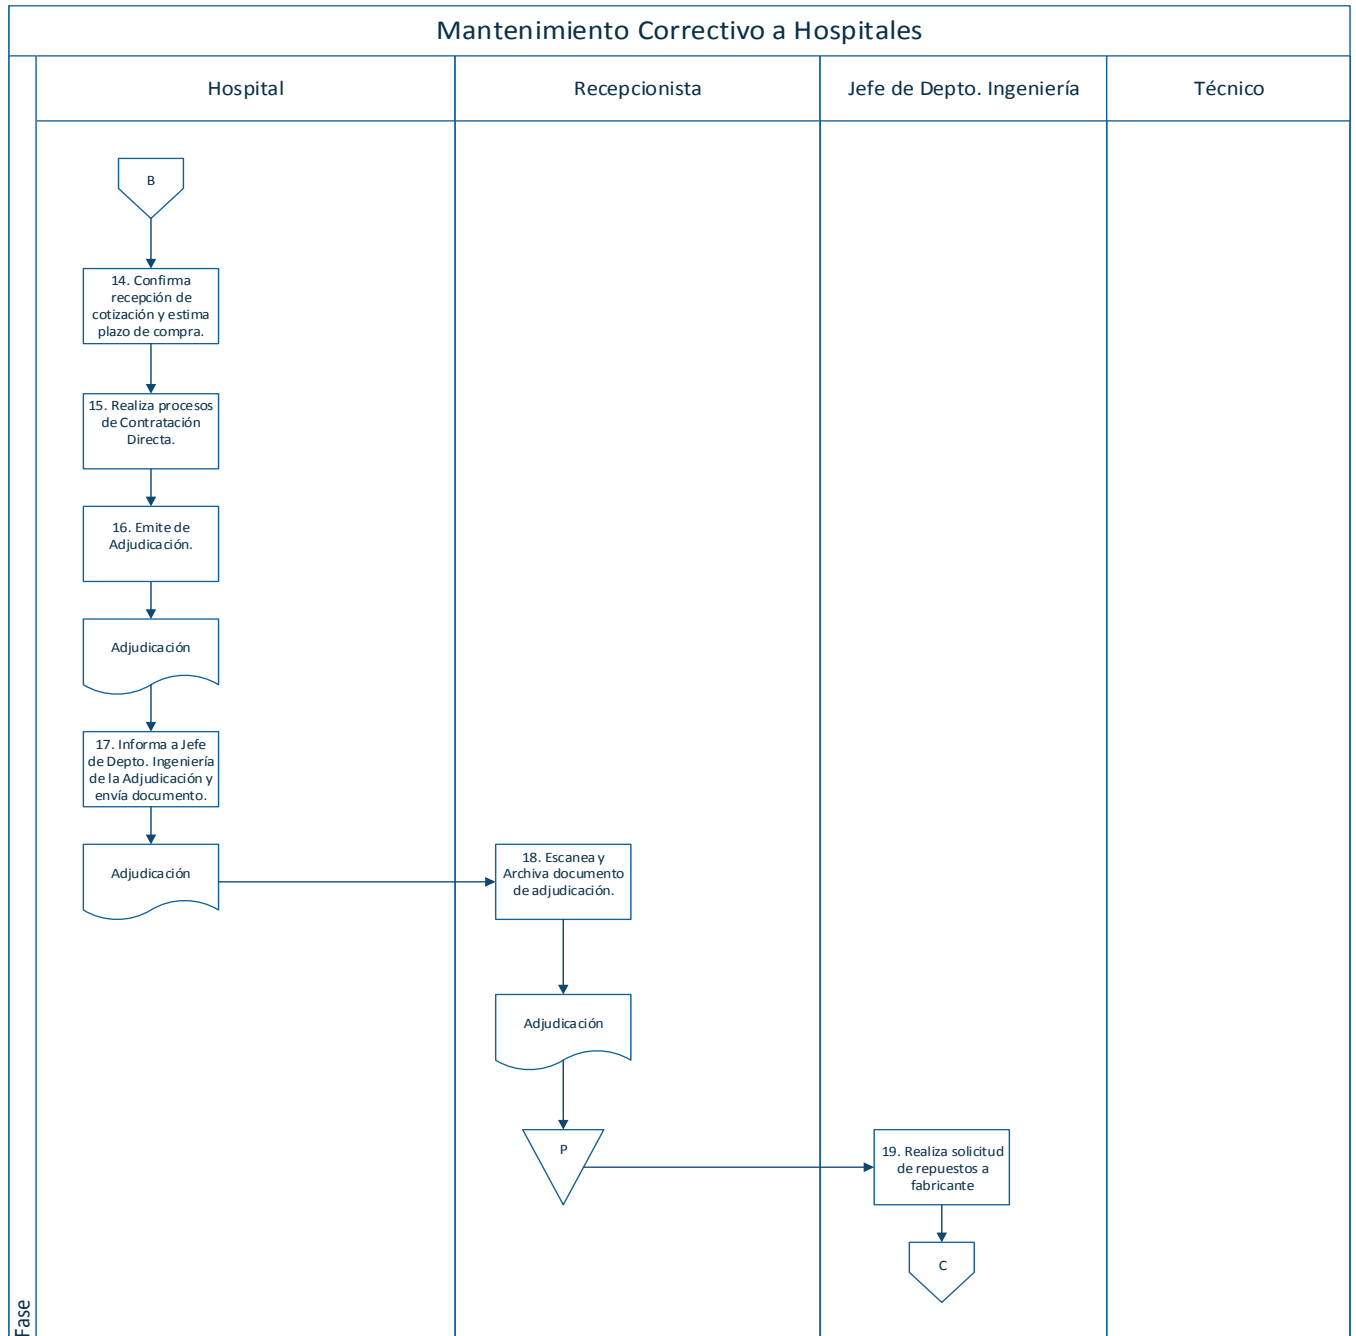 Mantenimiento Correctivo a Hospitales
Hospital
Recepcionista
Jefe de Depto. Ingeniería
Técnico
B
14. Confirma
recepción de
cotización y estima
plazo de compra.
15. Realiza procesos
de Contratación
Directa.
16. Emite de
Adjudicación.
Adjudicación
17. Informa a Jefe
de Depto. Ingeniería
de la Adjudicación y
envía documento.
Adjudicación
18. Escanea y
Archiva documento
de adjudicación.
Adjudicación
P
19. Realiza solicitud
de repuestos a
fabricante
C
Fase